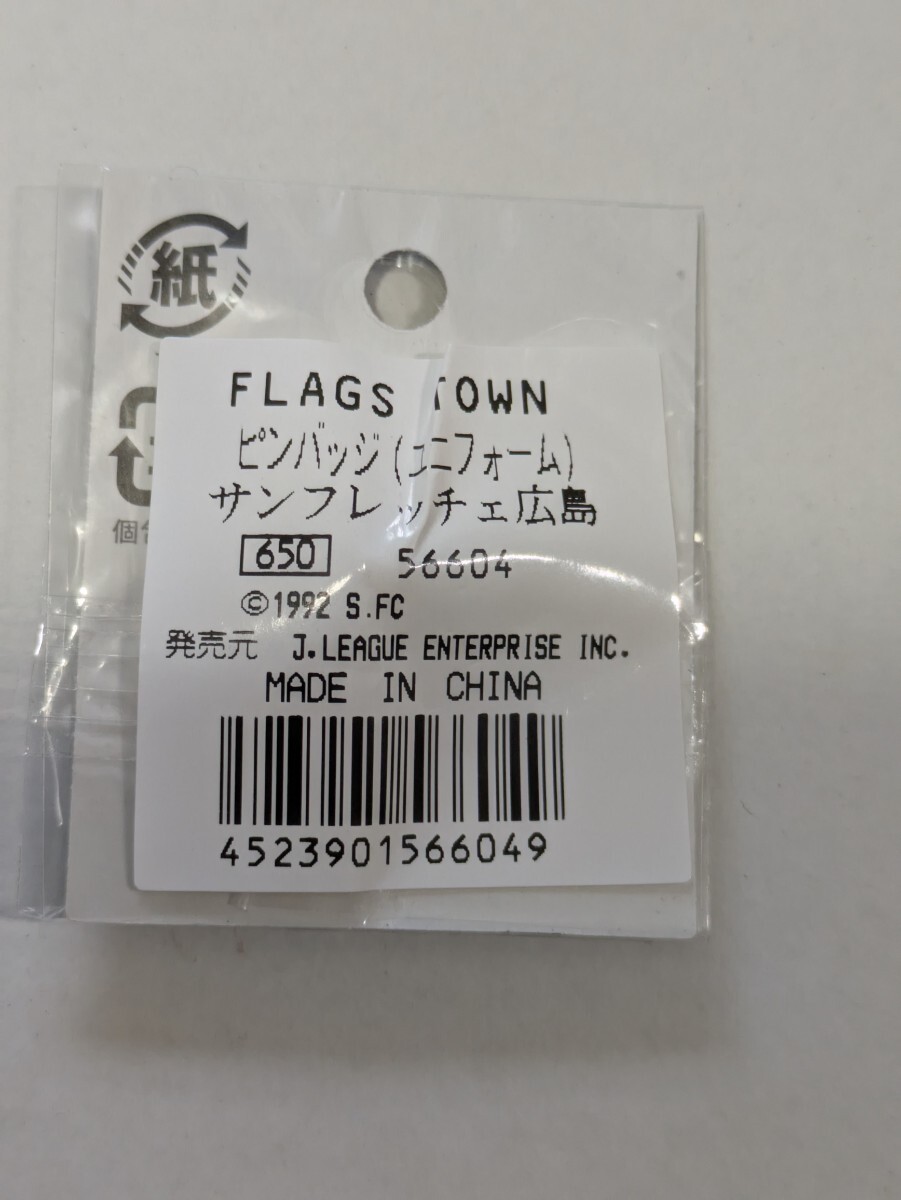 紙
FLAGS TOWN
ピンバッジ(ユニフォーム)
サンフレッチェ広島
650 56604
©1992 S.FC
個
発売元 J.LEAGUE ENTERPRISE INC.
MADE IN CHINA
4523901566049